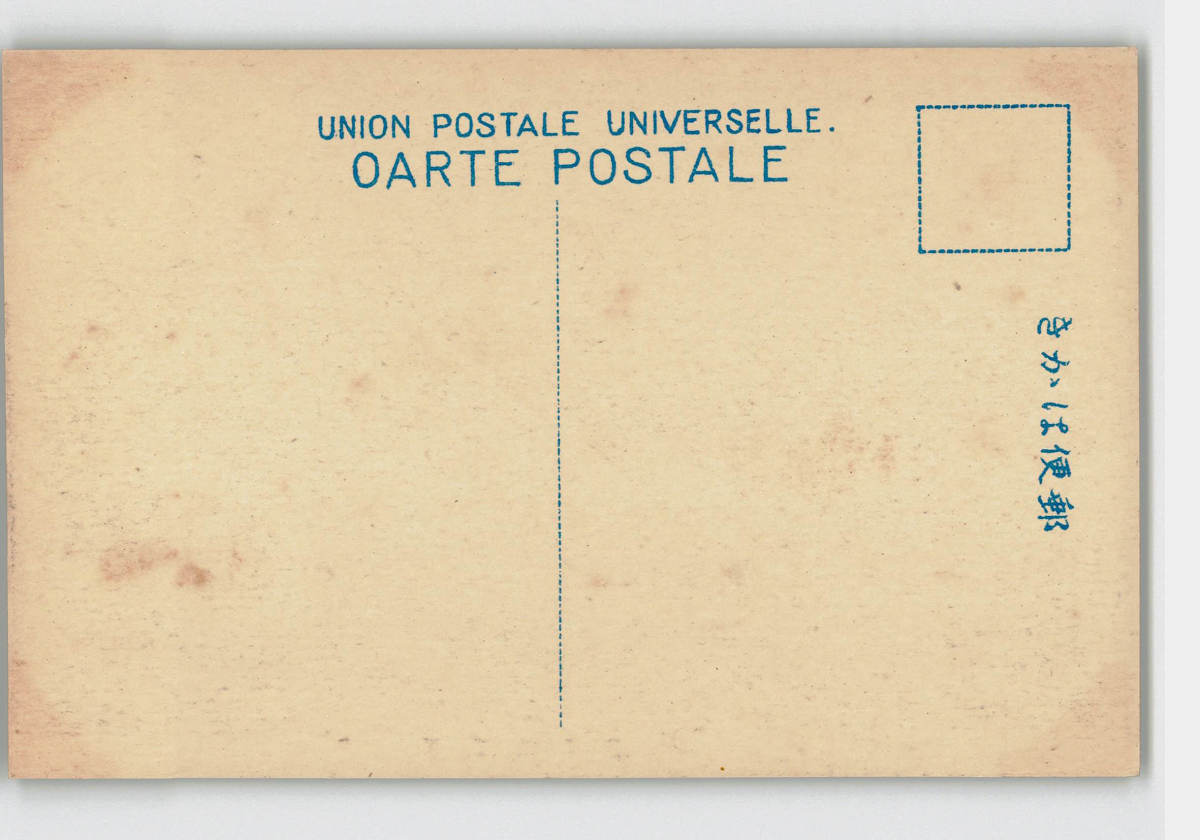 UNION POSTALE UNIVERSELLE.
OARTE POSTALE
きかは便郵